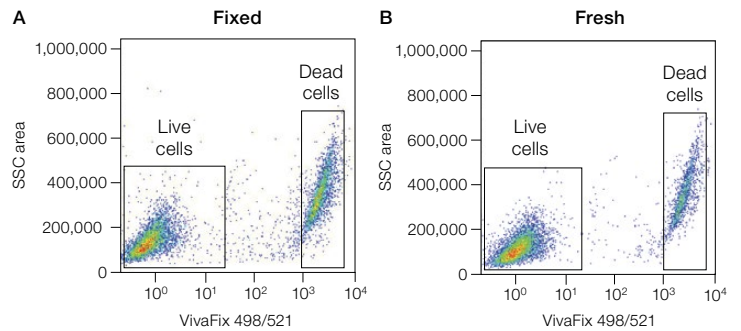 A
Fixed
SSC area
1,000,000
800,000
600,000
400,000
200,000
0
Live
cells
Dead
cells
10⁰
10¹
10²
10³
10⁴
VivaFix 498/521
B
Fresh
SSC area
1,000,000
800,000
600,000
400,000
200,000
0
Live
cells
Dead
cells
10⁰
10¹
10²
10³
10⁴
VivaFix 498/521